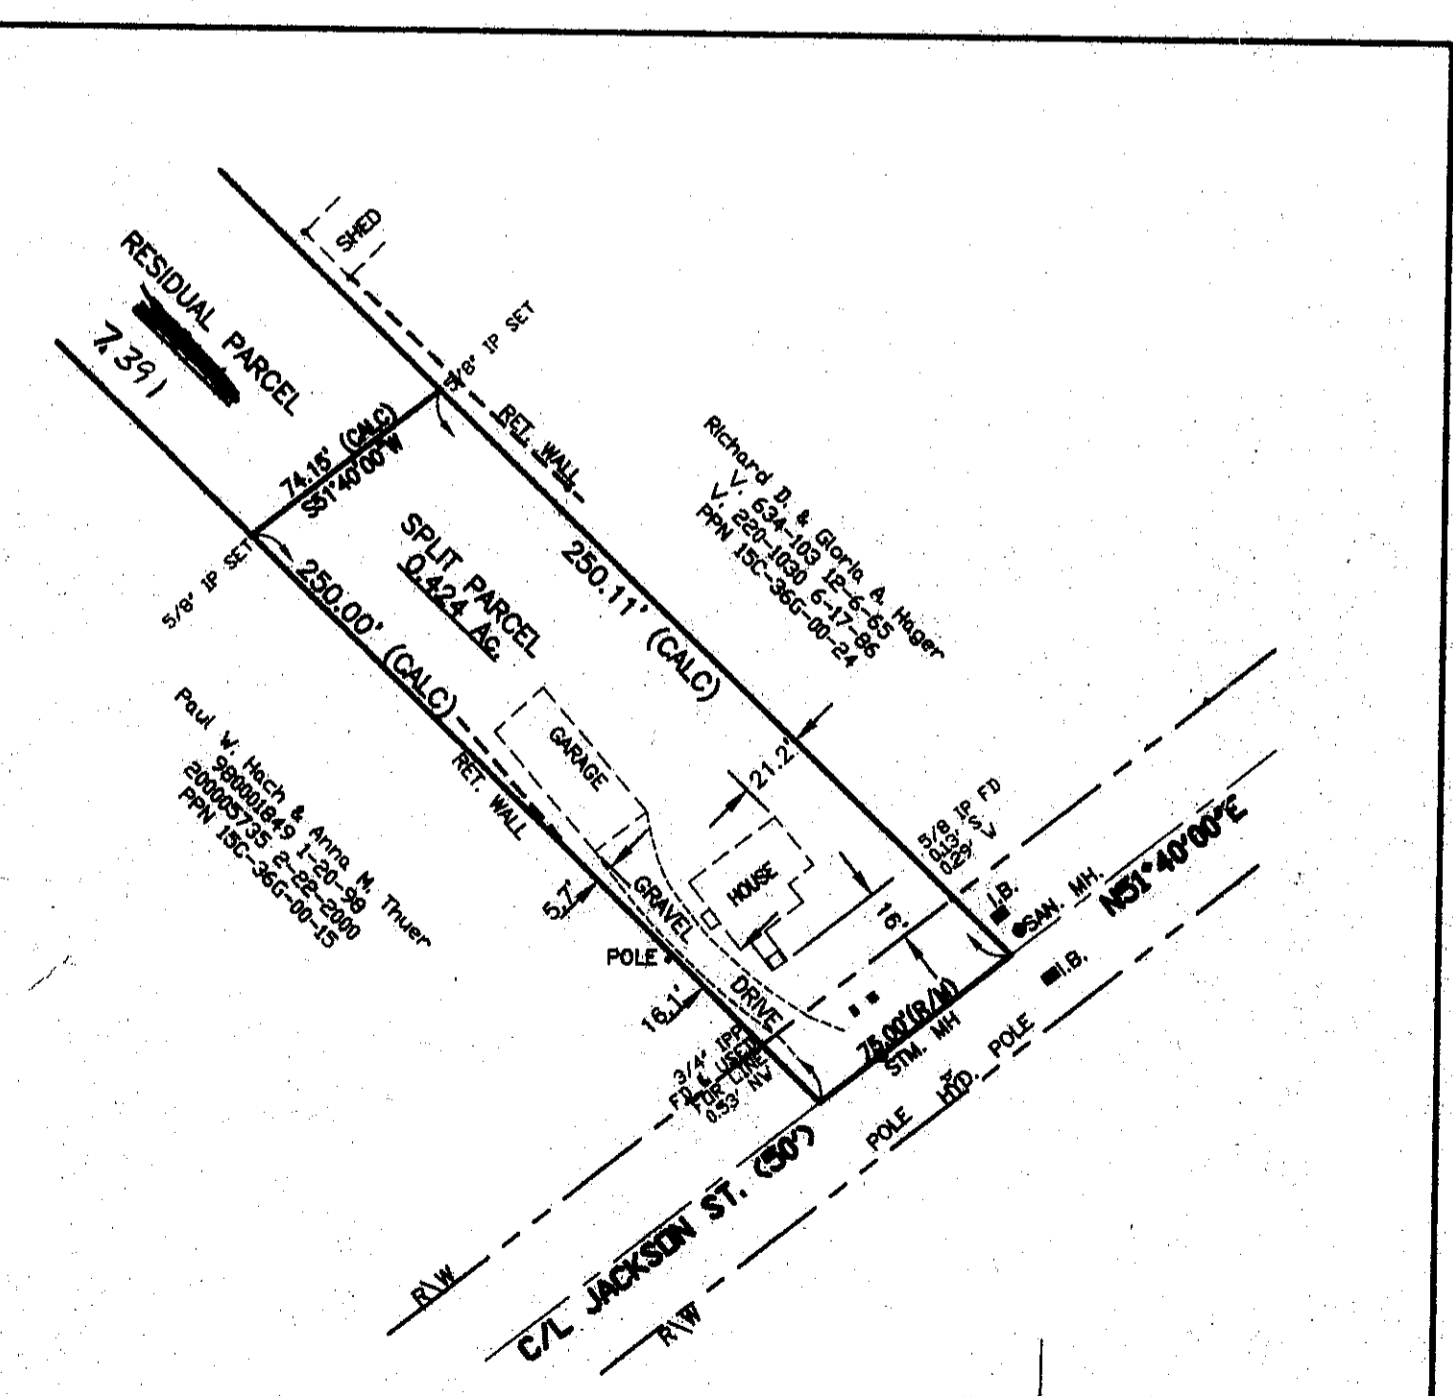 SHED
RESIDUAL PARCEL
7.391
5/8" IP SET
74.15' (CALC)
S51°40'00"W
RET. WALL
5/8" IP SET
SPLIT PARCEL
0.424 Ac.
250.11' (CALC)
250.00' (CALC)
Richard D. & Gloria A. Hager
V. 634-103 12-6-65
V. 220-1030 6-17-86
PPN 15C-36G-00-24
Paul W. Hach & Anna M. Thuer
980001849 1-20-98
200005735 2-22-2000
PPN 15C-36G-00-15
RET. WALL
GARAGE
21.2'
HOUSE
5.7'
GRAVEL
DRIVE
16'
POLE
16.1'
5/8 IP FD
I.B.
SAN. MH.
N51°40'00"E
I.B.
75.00'(R/W)
STM. MH
3/4" IPP
FD & USED
FOR LINE
0.53' NW
POLE
HYD.
POLE
C/L JACKSON ST. (50')
R\W
R\W